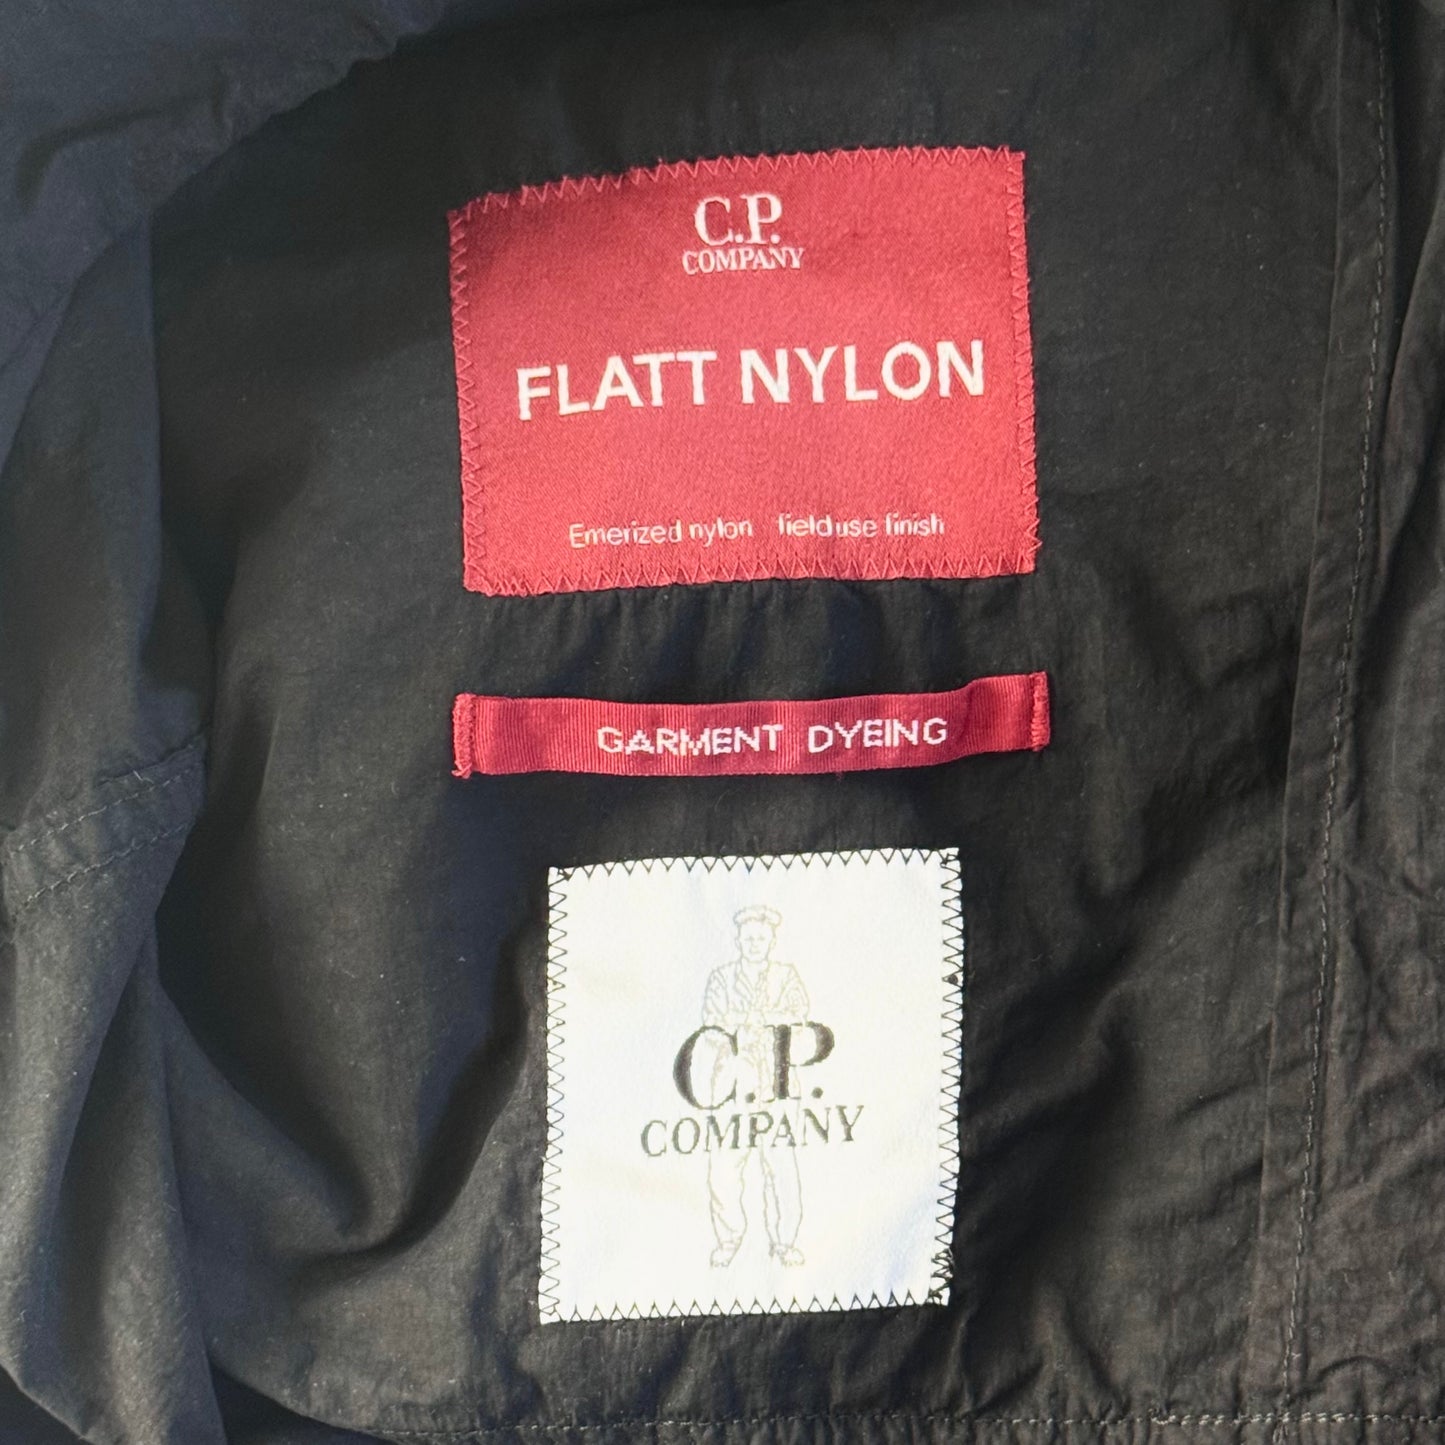 C.P.
COMPANY
FLATT NYLON
Emerized nylon field use finish
GARMENT DYEING
C.P.
COMPANY